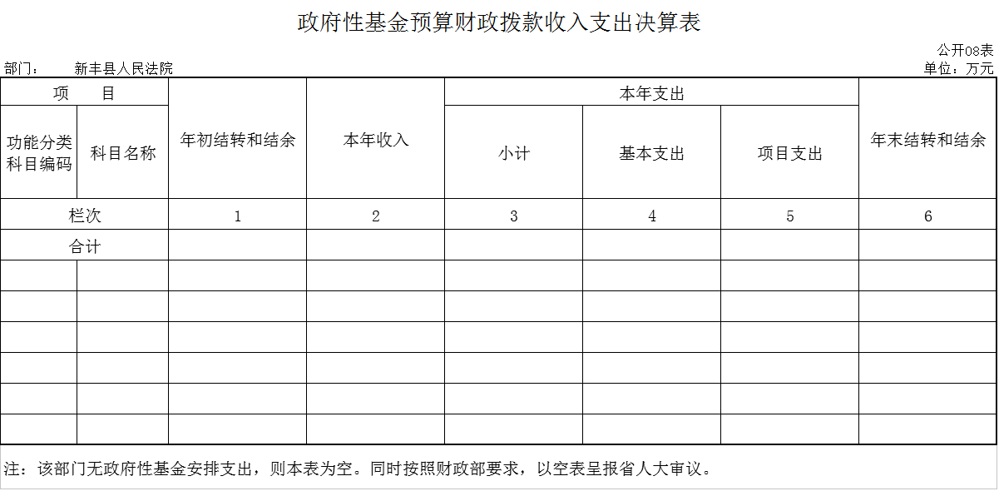 政府性基金预算财政拨款收入支出决算表
公开08表
部门： 新丰县人民法院 单位：万元
项 目
年初结转和结余
本年收入
本年支出
年末结转和结余
功能分类
科目编码
科目名称
小计
基本支出
项目支出
栏次 1 2 3 4 5 6
合计
注：该部门无政府性基金安排支出，则本表为空。同时按照财政部要求，以空表呈报省人大审议。